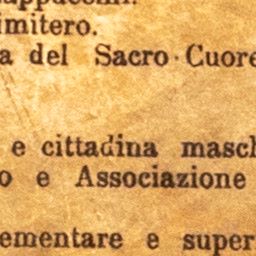 appuccini.
imitero.
a del Sacro Cuore
e cittadina masch
o e Associazione
ementare e super